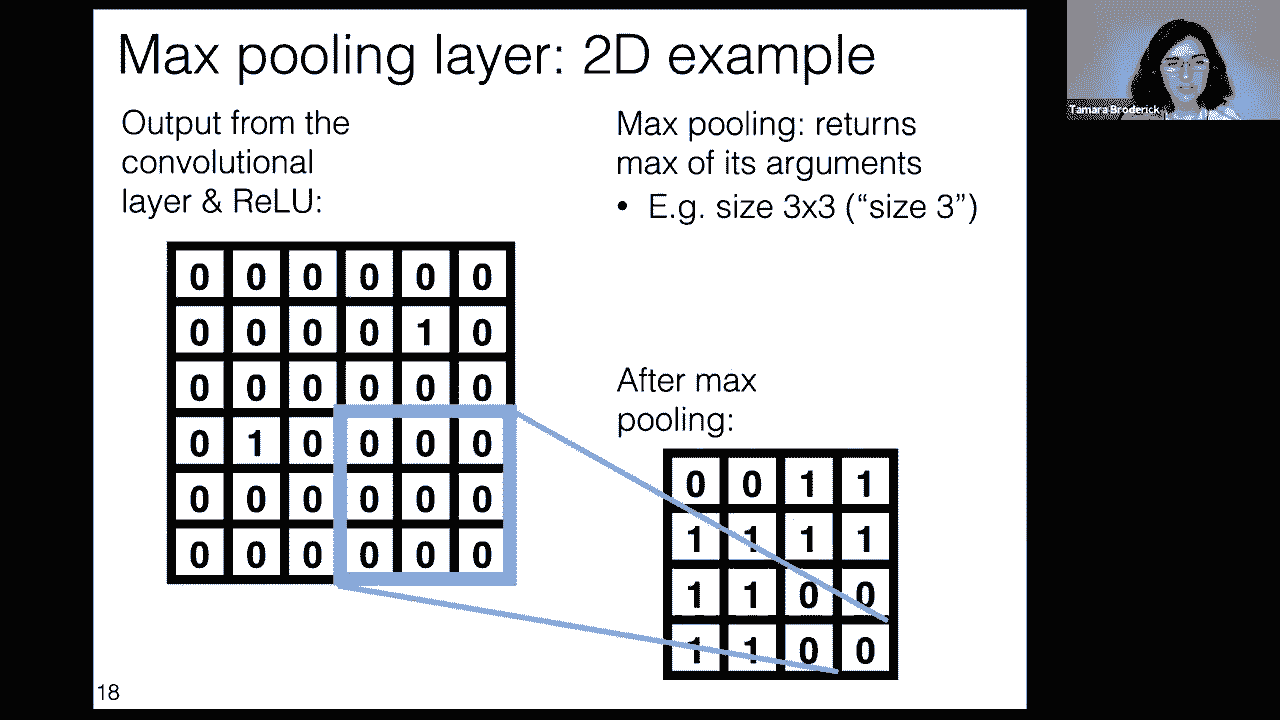 Max pooling layer: 2D example
Output from the
convolutional
layer & ReLU:
0 0 0 0 0 0
0 0 0 0 1 0
0 0 0 0 0 0
0 1 0 0 0 0
0 0 0 0 0 0
0 0 0 0 0 0
Max pooling: returns
max of its arguments
• E.g. size 3x3 (“size 3”)
After max
pooling:
0 0 1 1
1 1 1 1
1 1 0 0
1 1 0 0
18
Tamara Broderick